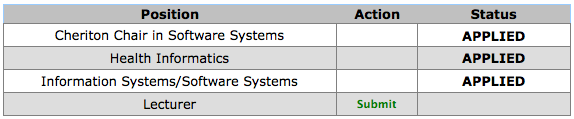 Position Action Status
Cheriton Chair in Software Systems APPLIED
Health Informatics APPLIED
Information Systems/Software Systems APPLIED
Lecturer Submit